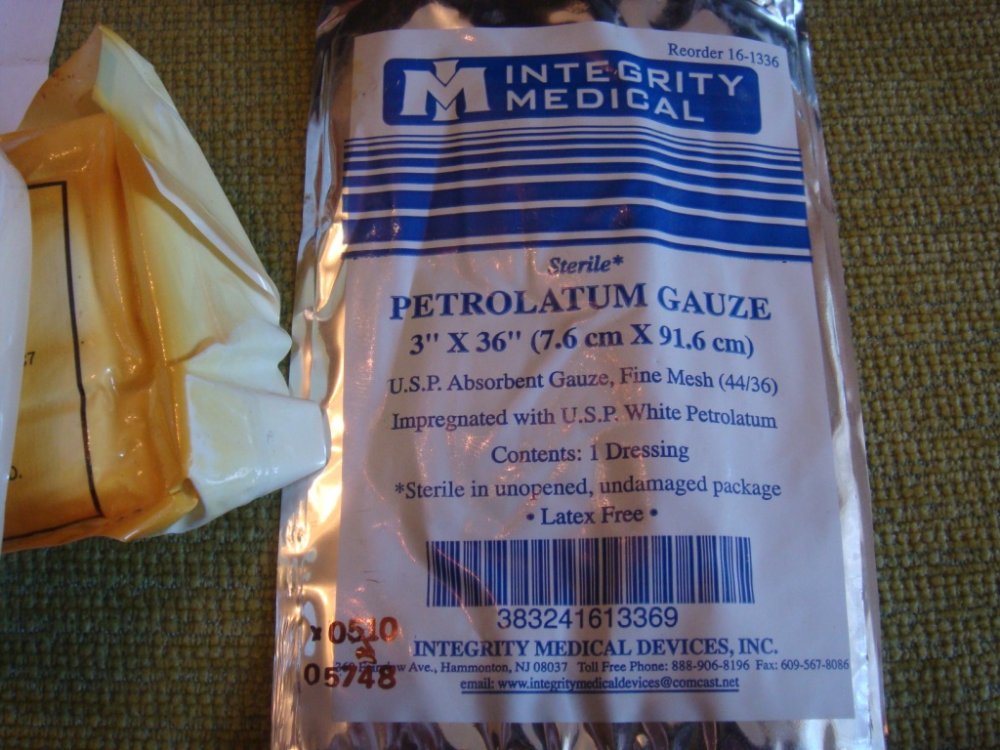 Reorder 16-1336
INTEGRITY
MEDICAL
Sterile*
PETROLATUM GAUZE
3" X 36" (7.6 cm X 91.6 cm)
U.S.P. Absorbent Gauze, Fine Mesh (44/36)
Impregnated with U.S.P. White Petrolatum
Contents: 1 Dressing
*Sterile in unopened, undamaged package
• Latex Free •
383241613369
INTEGRITY MEDICAL DEVICES, INC.
Ave., Hammonton, NJ 08037 Toll Free Phone: 888-906-8196 Fax: 609-567-8086
email: www.integritymedicaldevices@comcast.net
0510
05748